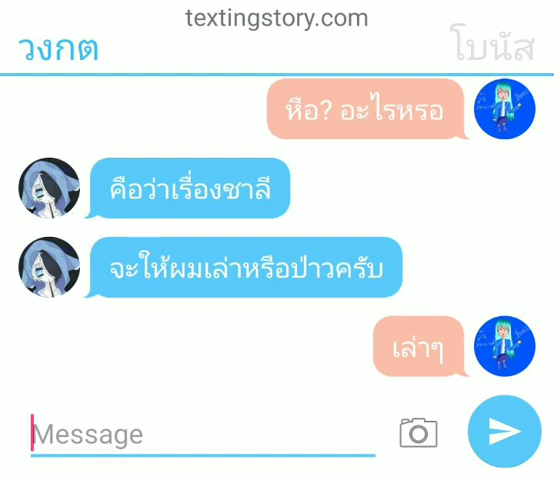 textingstory.com
วงกต
โบนัส
หือ? อะไรหรอ
คือว่าเรื่องชาลี
จะให้ผมเล่าหรือป่าวครับ
เล่าๆ
Message